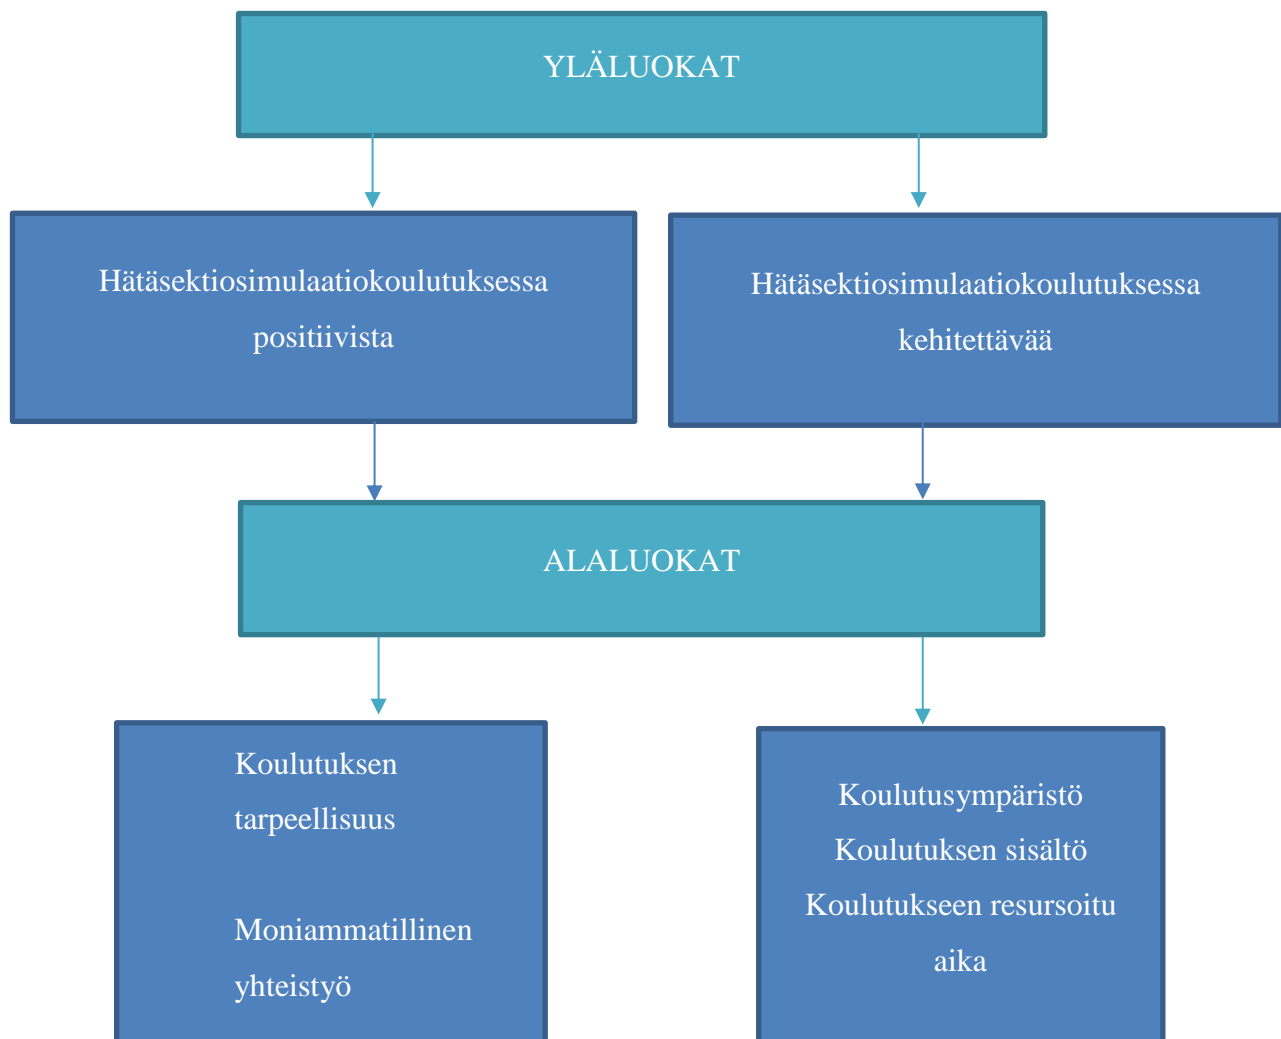 YLÄLUOKAT
Hätäsektiosimulaatiokoulutuksessa
positiivista
Hätäsektiosimulaatiokoulutuksessa
kehitettävää
ALALUOKAT
Koulutuksen
tarpeellisuus
Moniammatillinen
yhteistyö
Koulutusympäristö
Koulutuksen sisältö
Koulutukseen resursoitu
aika